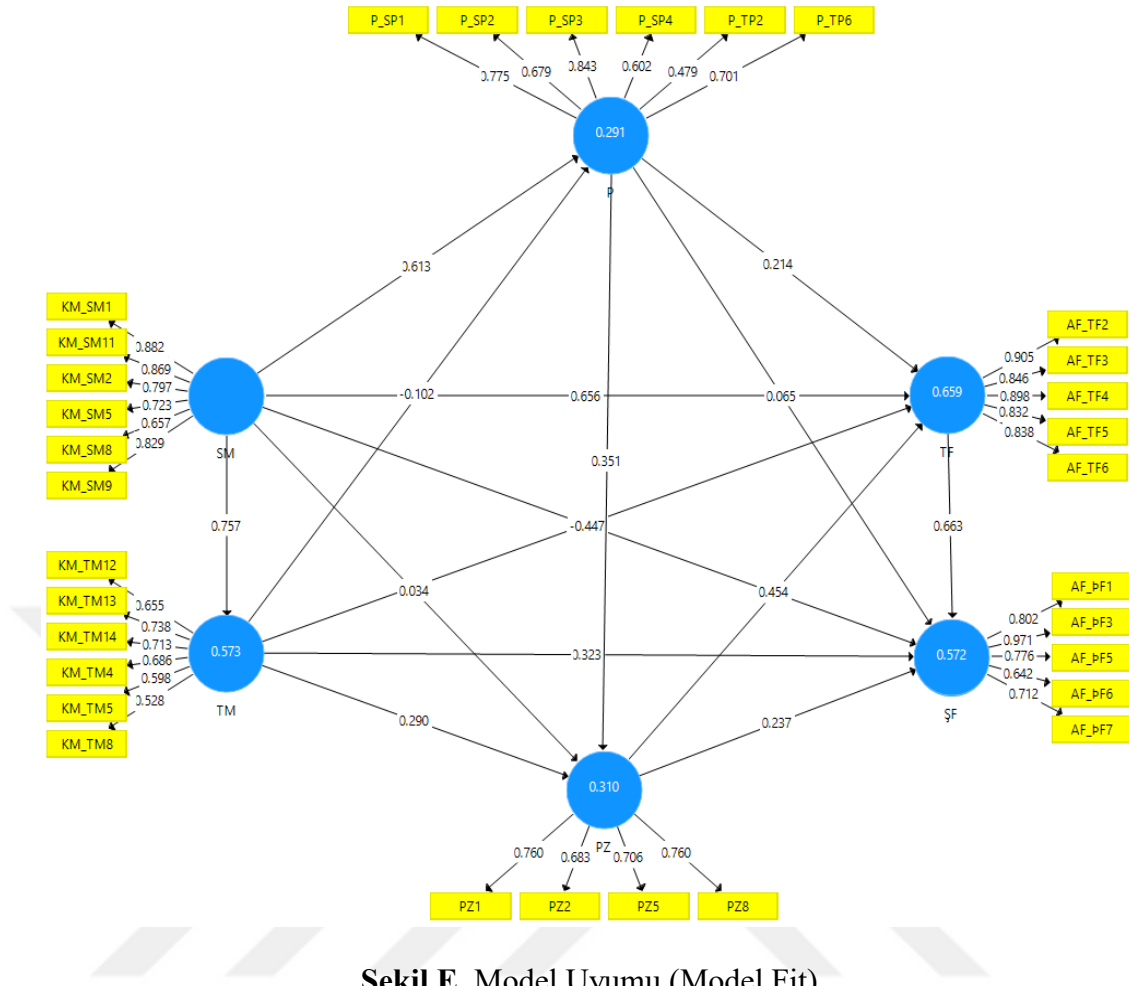 P_SP1 P_SP2 P_SP3 P_SP4 P_TP2 P_TP6
0.775 0.679 0.843 0.602 0.479 0.701
0.291
P
0.613 0.214
KM_SM1
KM_SM11
KM_SM2
KM_SM5
KM_SM8
KM_SM9
0.882
0.869
0.797
0.723
0.657
0.829
SM
-0.102 0.656 0.065
0.351
AF_TF2
AF_TF3
AF_TF4
AF_TF5
AF_TF6
0.905
0.846
0.898
0.832
0.838
0.659
TF
0.757 -0.447 0.663
KM_TM12
KM_TM13
KM_TM14
KM_TM4
KM_TM5
KM_TM8
0.655
0.738
0.713
0.686
0.598
0.528
0.573
TM
0.034 0.454
0.323
0.290 0.237
AF_ÞF1
AF_ÞF3
AF_ÞF5
AF_ÞF6
AF_ÞF7
0.802
0.971
0.776
0.642
0.712
0.572
ŞF
0.310
PZ
0.760 0.683 0.706 0.760
PZ1 PZ2 PZ5 PZ8
Şekil E. Model Uyumu (Model Fit)